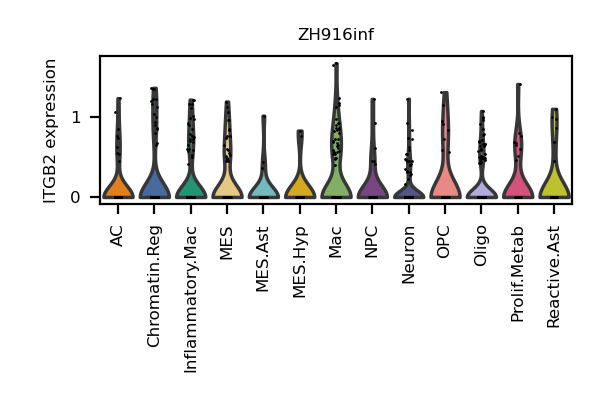 ZH916inf
ITGB2 expression
1
0
AC
Chromatin.Reg
Inflammatory.Mac
MES
MES.Ast
MES.Hyp
Mac
NPC
Neuron
OPC
Oligo
Prolif.Metab
Reactive.Ast